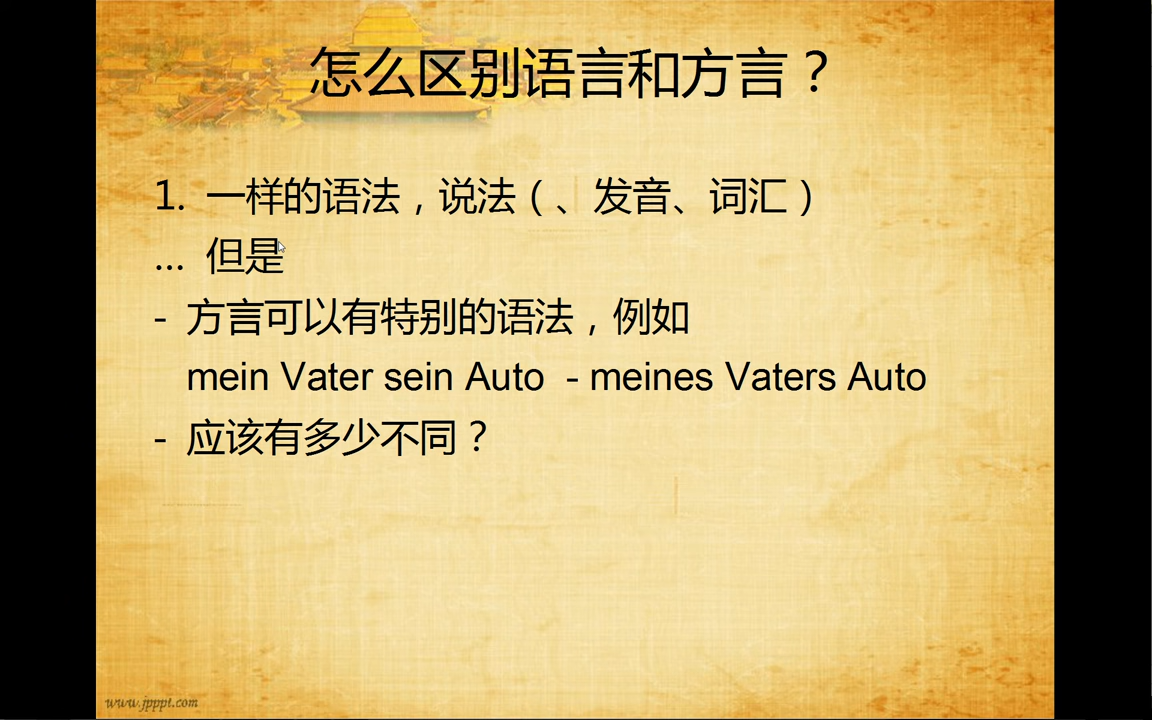 怎么区别语言和方言？
1. 一样的语法，说法（、发音、词汇）
... 但是
- 方言可以有特别的语法，例如
mein Vater sein Auto - meines Vaters Auto
- 应该有多少不同？
www.jpppt.com